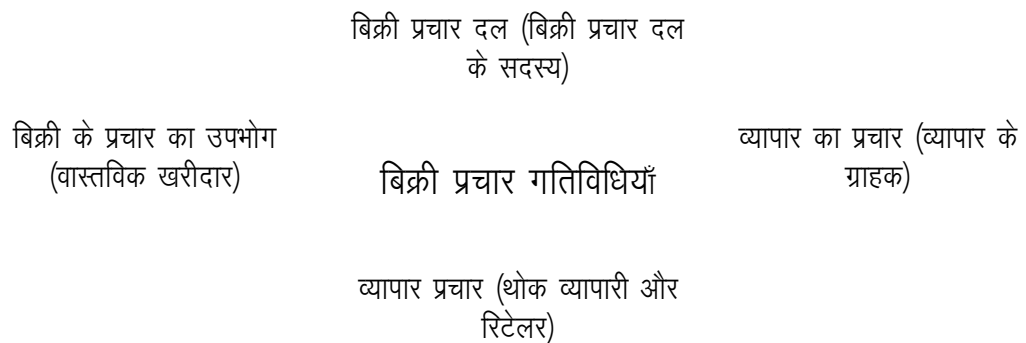 बिक्री प्रचार दल (बिक्री प्रचार दल
के सदस्य)
बिक्री के प्रचार का उपभोग
(वास्तविक खरीदार)
बिक्री प्रचार गतिविधियाँ
व्यापार का प्रचार (व्यापार के
ग्राहक)
व्यापार प्रचार (थोक व्यापारी और
रिटेलर)